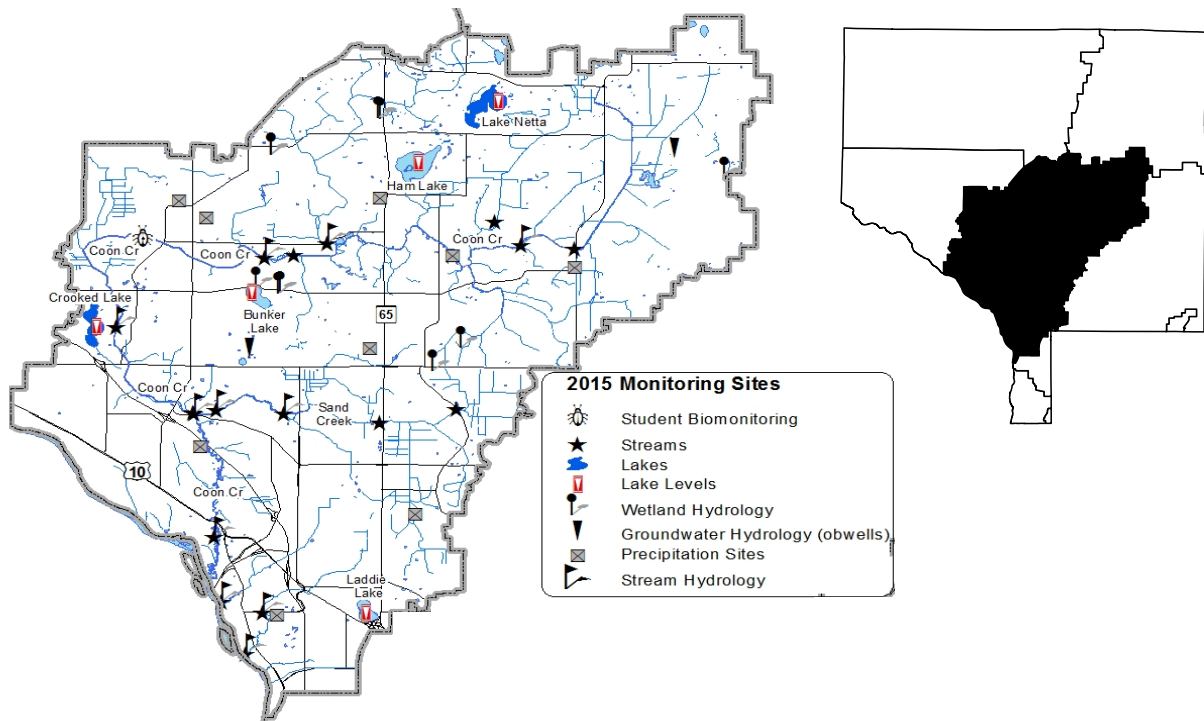 Lake Netta
Ham Lake
Coon Cr
Coon Cr
Coon Cr
Crooked Lake
Bunker
Lake
65
Coon Cr
Sand
Creek
10
Coon Cr
Laddie
Lake
2015 Monitoring Sites
Student Biomonitoring
Streams
Lakes
Lake Levels
Wetland Hydrology
Groundwater Hydrology (obwells)
Precipitation Sites
Stream Hydrology